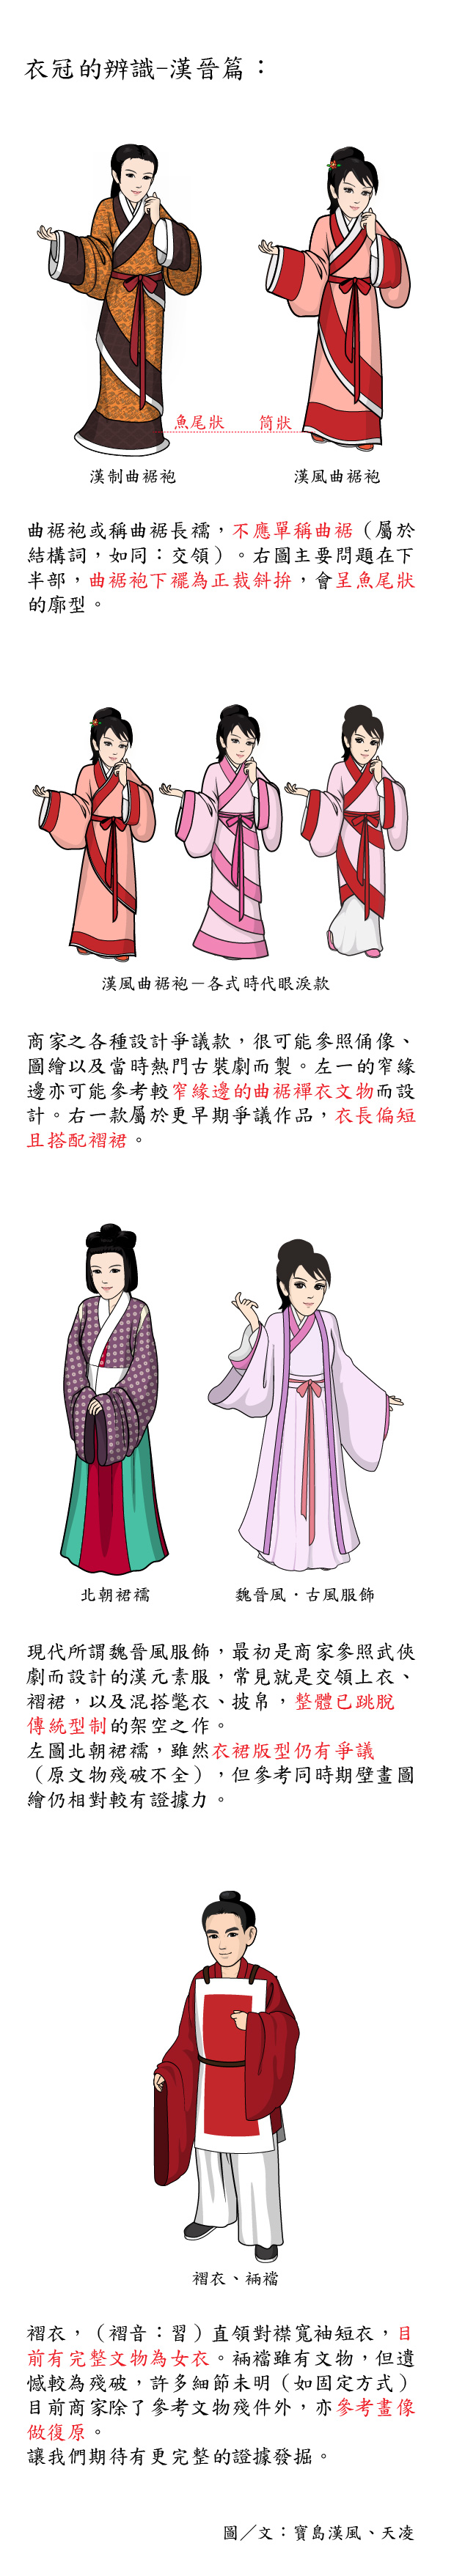 衣冠的辨識-漢晉篇：
魚尾狀
筒狀
漢制曲裾袍
漢風曲裾袍
曲裾袍或稱曲裾長襦，不應單稱曲裾（屬於
結構詞，如同：交領）。右圖主要問題在下
半部，曲裾袍下襬為正裁斜拚，會呈魚尾狀
的廓型。
漢風曲裾袍－各式時代眼淚款
商家之各種設計爭議款，很可能參照俑像、
圖繪以及當時熱門古裝劇而製。左一的窄緣
邊亦可能參考較窄緣邊的曲裾襌衣文物而設
計。右一款屬於更早期爭議作品，衣長偏短
且搭配褶裙。
北朝裙襦
魏晉風．古風服飾
現代所謂魏晉風服飾，最初是商家參照武俠
劇而設計的漢元素服，常見就是交領上衣、
褶裙，以及混搭氅衣、披帛，整體已跳脫
傳統型制的架空之作。
左圖北朝裙襦，雖然衣裙版型仍有爭議
（原文物殘破不全），但參考同時期壁畫圖
繪仍相對較有證據力。
褶衣、裲襠
褶衣，（褶音：習）直領對襟寬袖短衣，目
前有完整文物為女衣。裲襠雖有文物，但遺
憾較為殘破，許多細節未明（如固定方式）
目前商家除了參考文物殘件外，亦參考畫像
做復原。
讓我們期待有更完整的證據發掘。
圖／文：寶島漢風、天凌